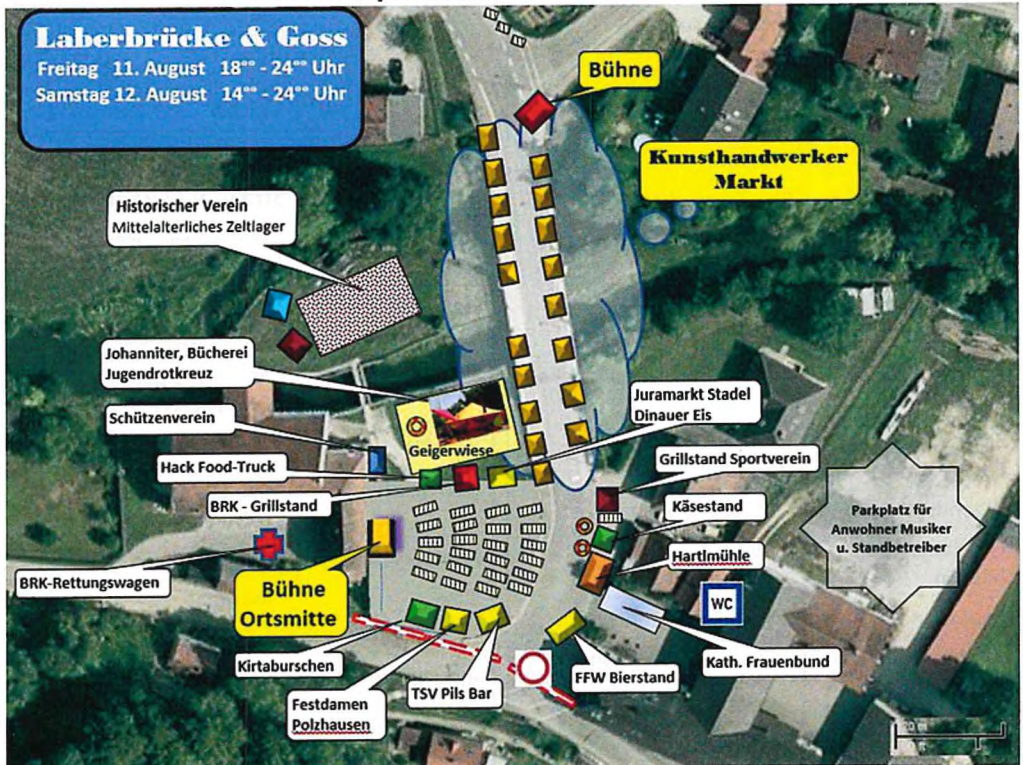 Laberbrücke & Goss
Freitag 11. August 18°° - 24°° Uhr
Samstag 12. August 14°° - 24°° Uhr
Bühne
Kunsthandwerker
Markt
Historischer Verein
Mittelalterliches Zeltlager
Johanniter, Bücherei
Jugendrotkreuz
Juramarkt Stadel
Dinauer Eis
Schützenverein
Geigerwiese
Grillstand Sportverein
Hack Food-Truck
BRK - Grillstand
Käsestand
Parkplatz für
Anwohner Musiker
u. Standbetreiber
Hartlmühle
BRK-Rettungswagen
Bühne
Ortsmitte
WC
Kirtaburschen
Kath. Frauenbund
FFW Bierstand
TSV Pils Bar
Festdamen
Polzhausen